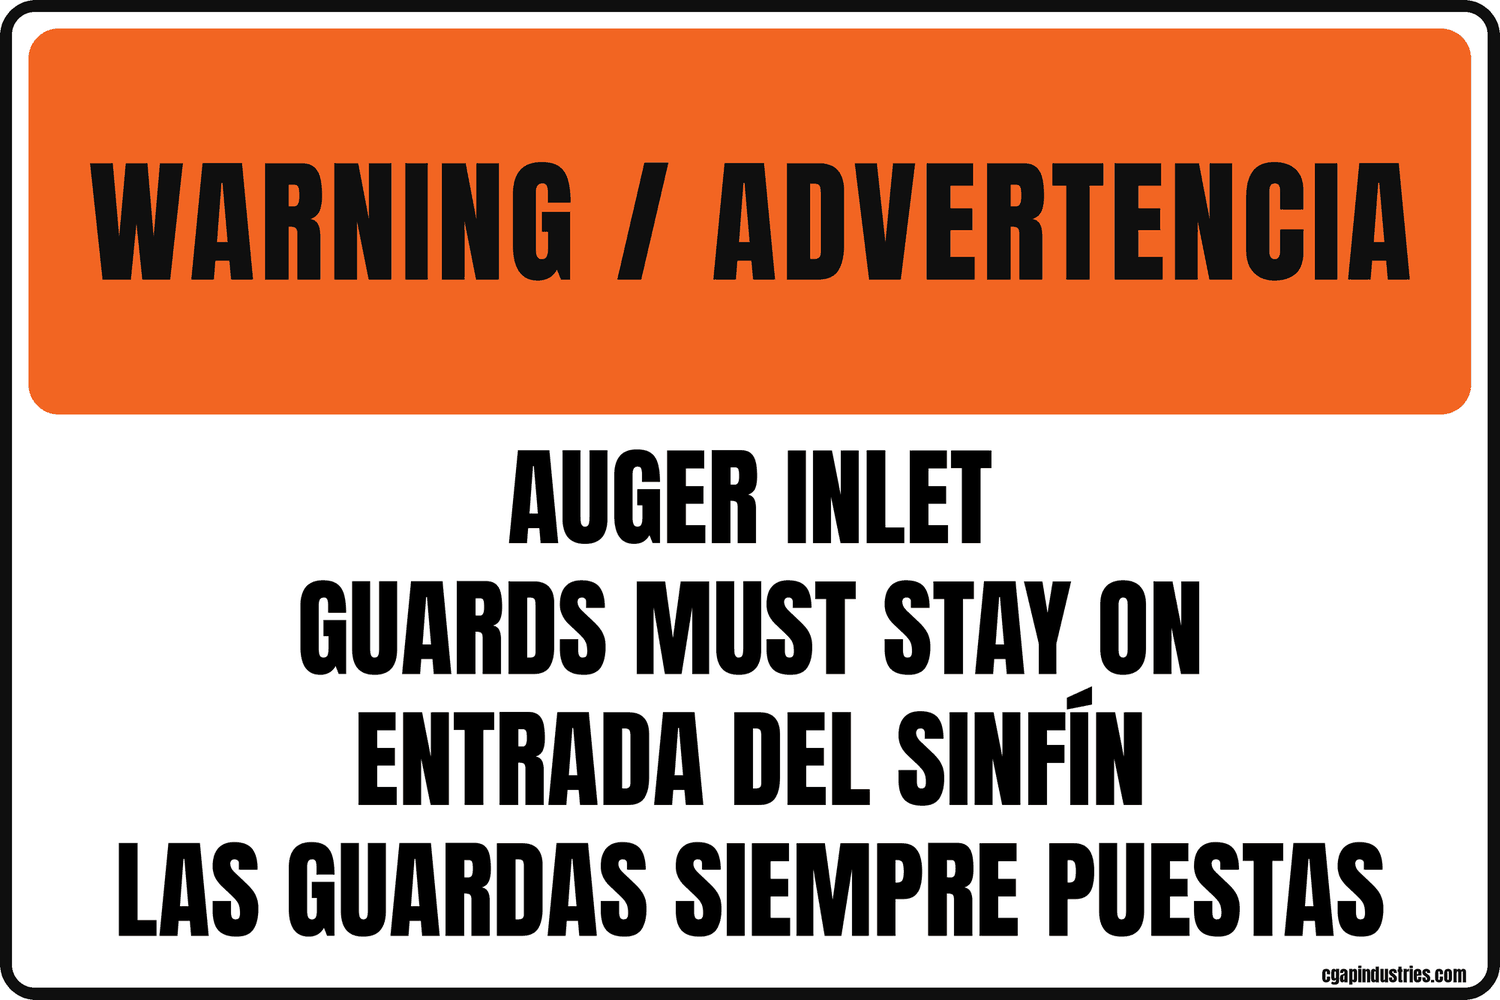 WARNING / ADVERTENCIA
AUGER INLET
GUARDS MUST STAY ON
ENTRADA DEL SINFÍN
LAS GUARDAS SIEMPRE PUESTAS
cgapindustries.com